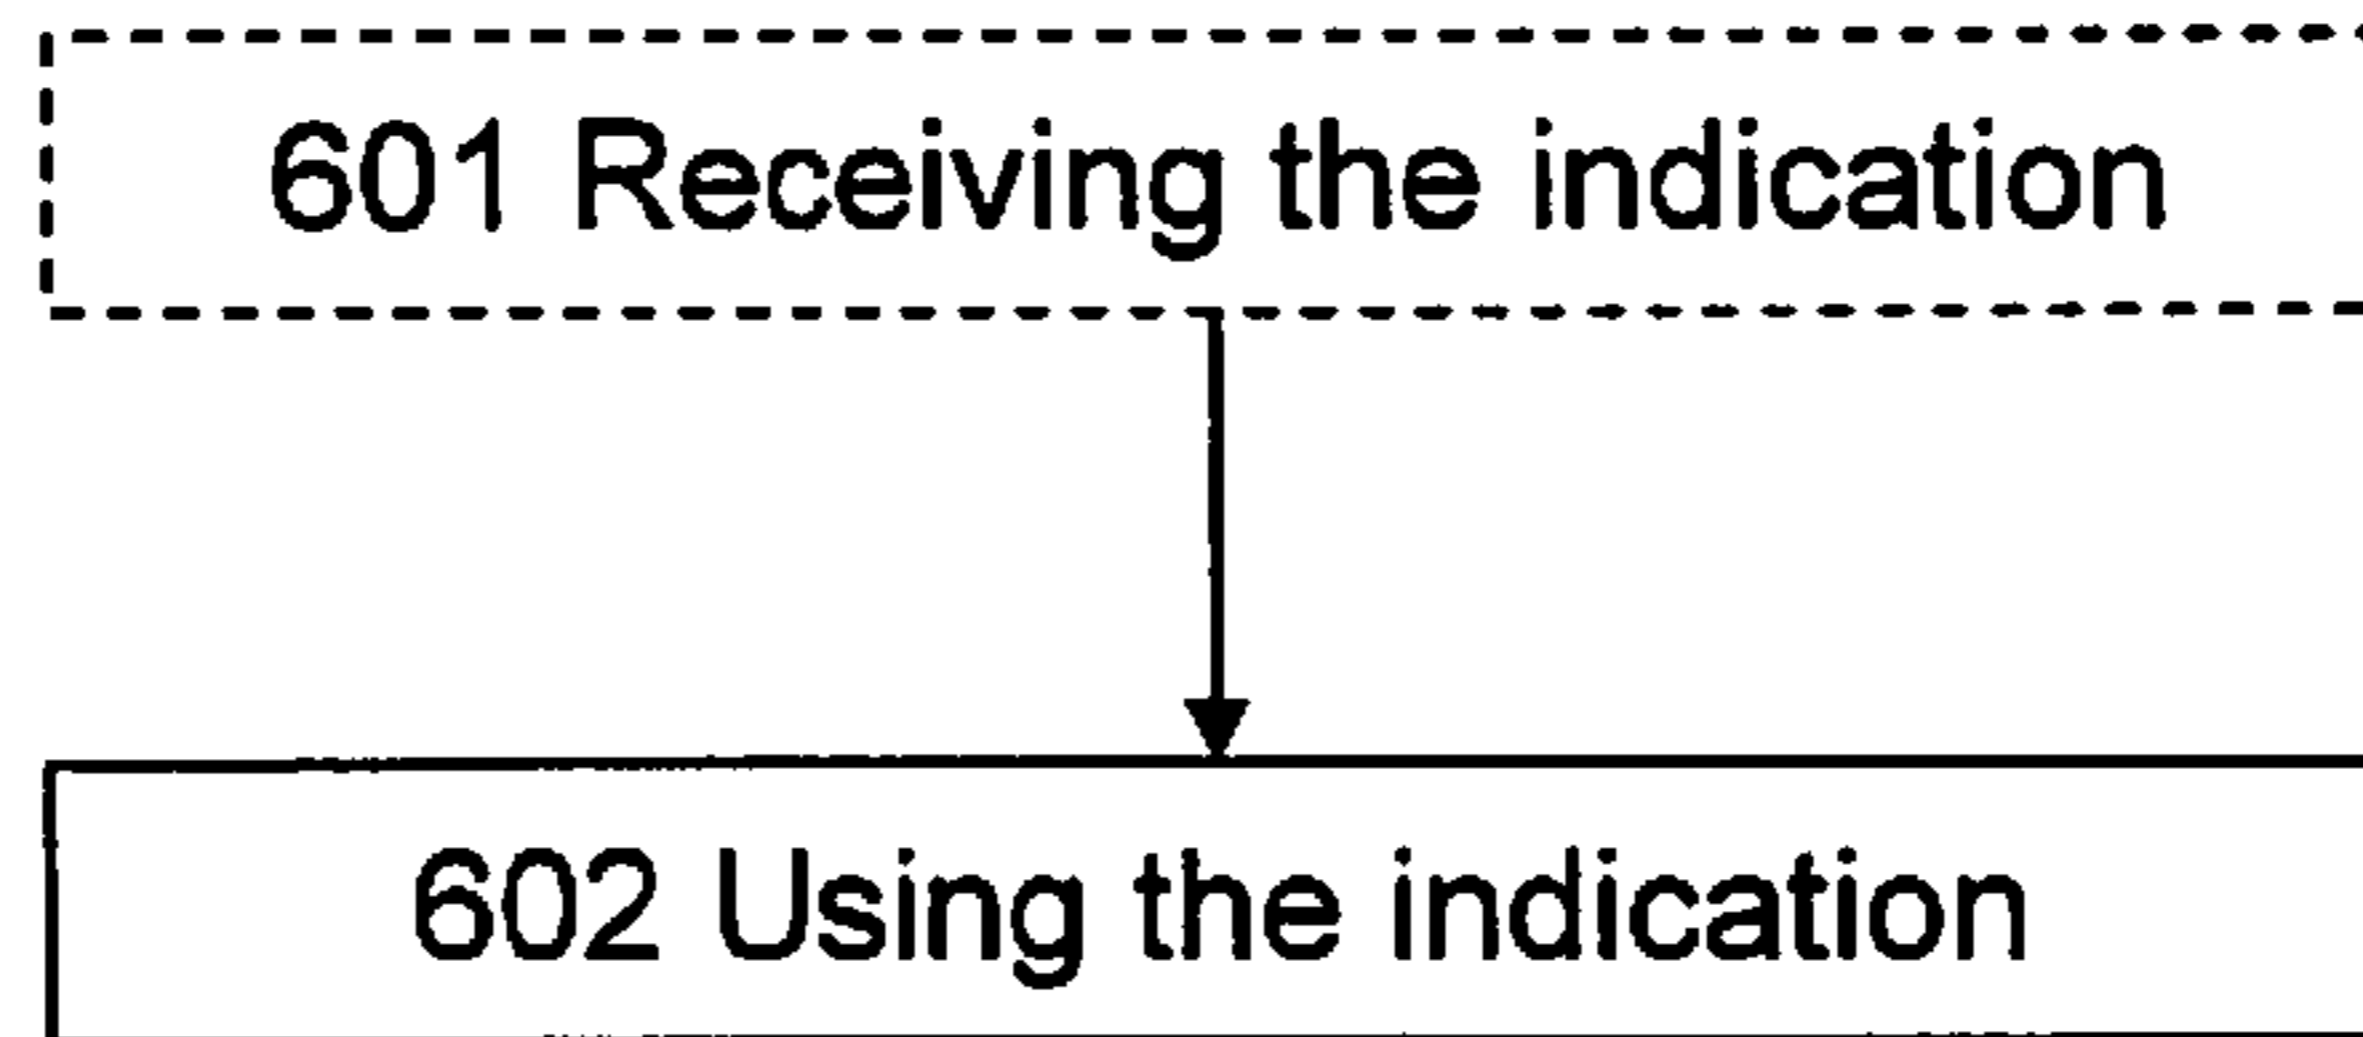 601 Receiving the indication
602 Using the indication